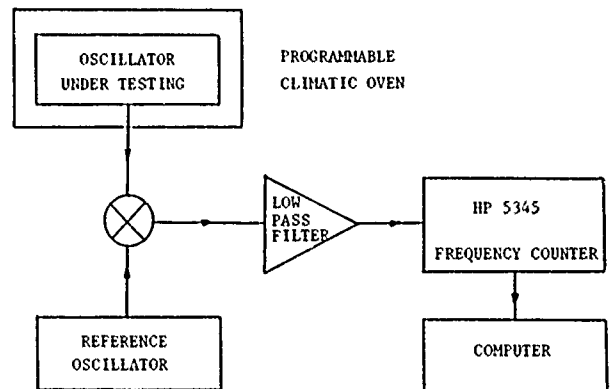 OSCILLATOR
UNDER TESTING
PROGRAMMABLE
CLIMATIC OVEN
LOW
PASS
FILTER
HP 5345
FREQUENCY COUNTER
REFERENCE
OSCILLATOR
COMPUTER